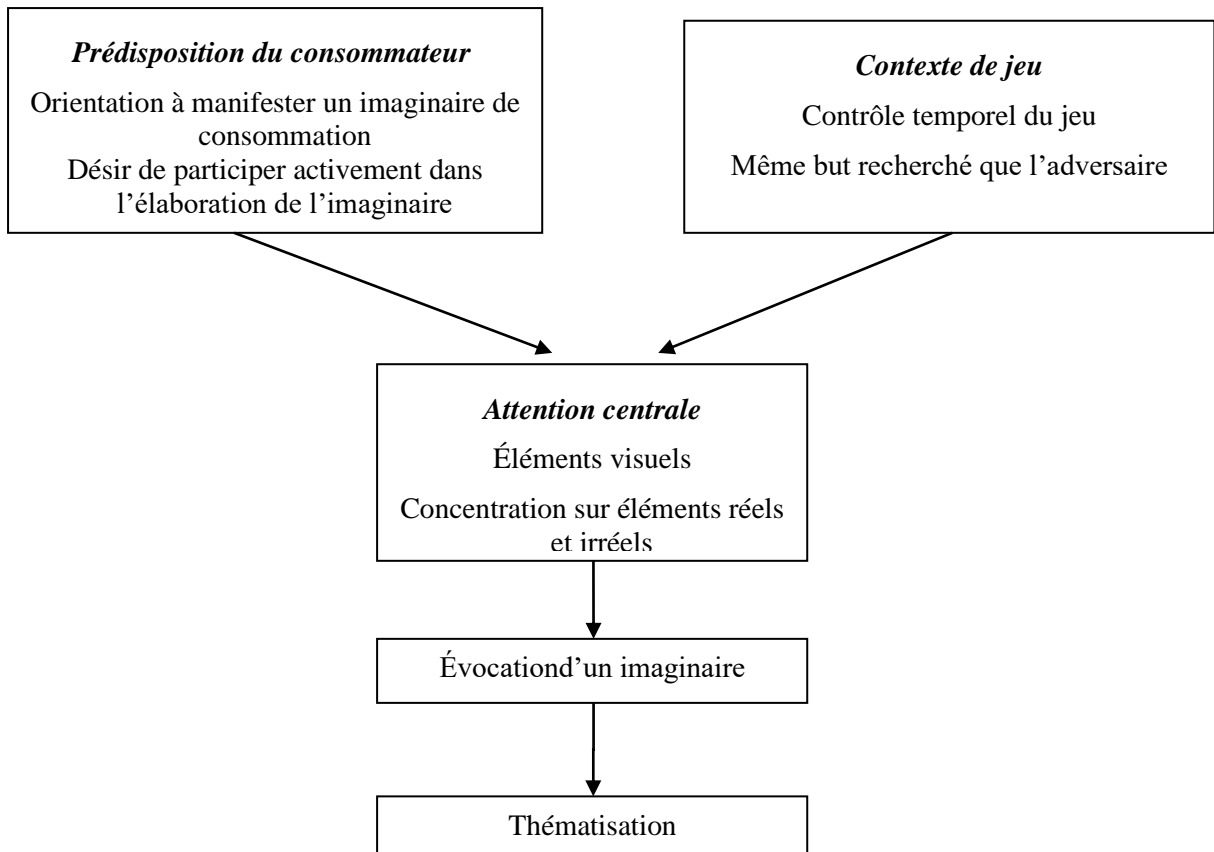 Prédisposition du consommateur
Orientation à manifester un imaginaire de
consommation
Désir de participer activement dans
l’élaboration de l’imaginaire
Contexte de jeu
Contrôle temporel du jeu
Même but recherché que l’adversaire
Attention centrale
Éléments visuels
Concentration sur éléments réels
et irréels
Évocationd’un imaginaire
Thématisation